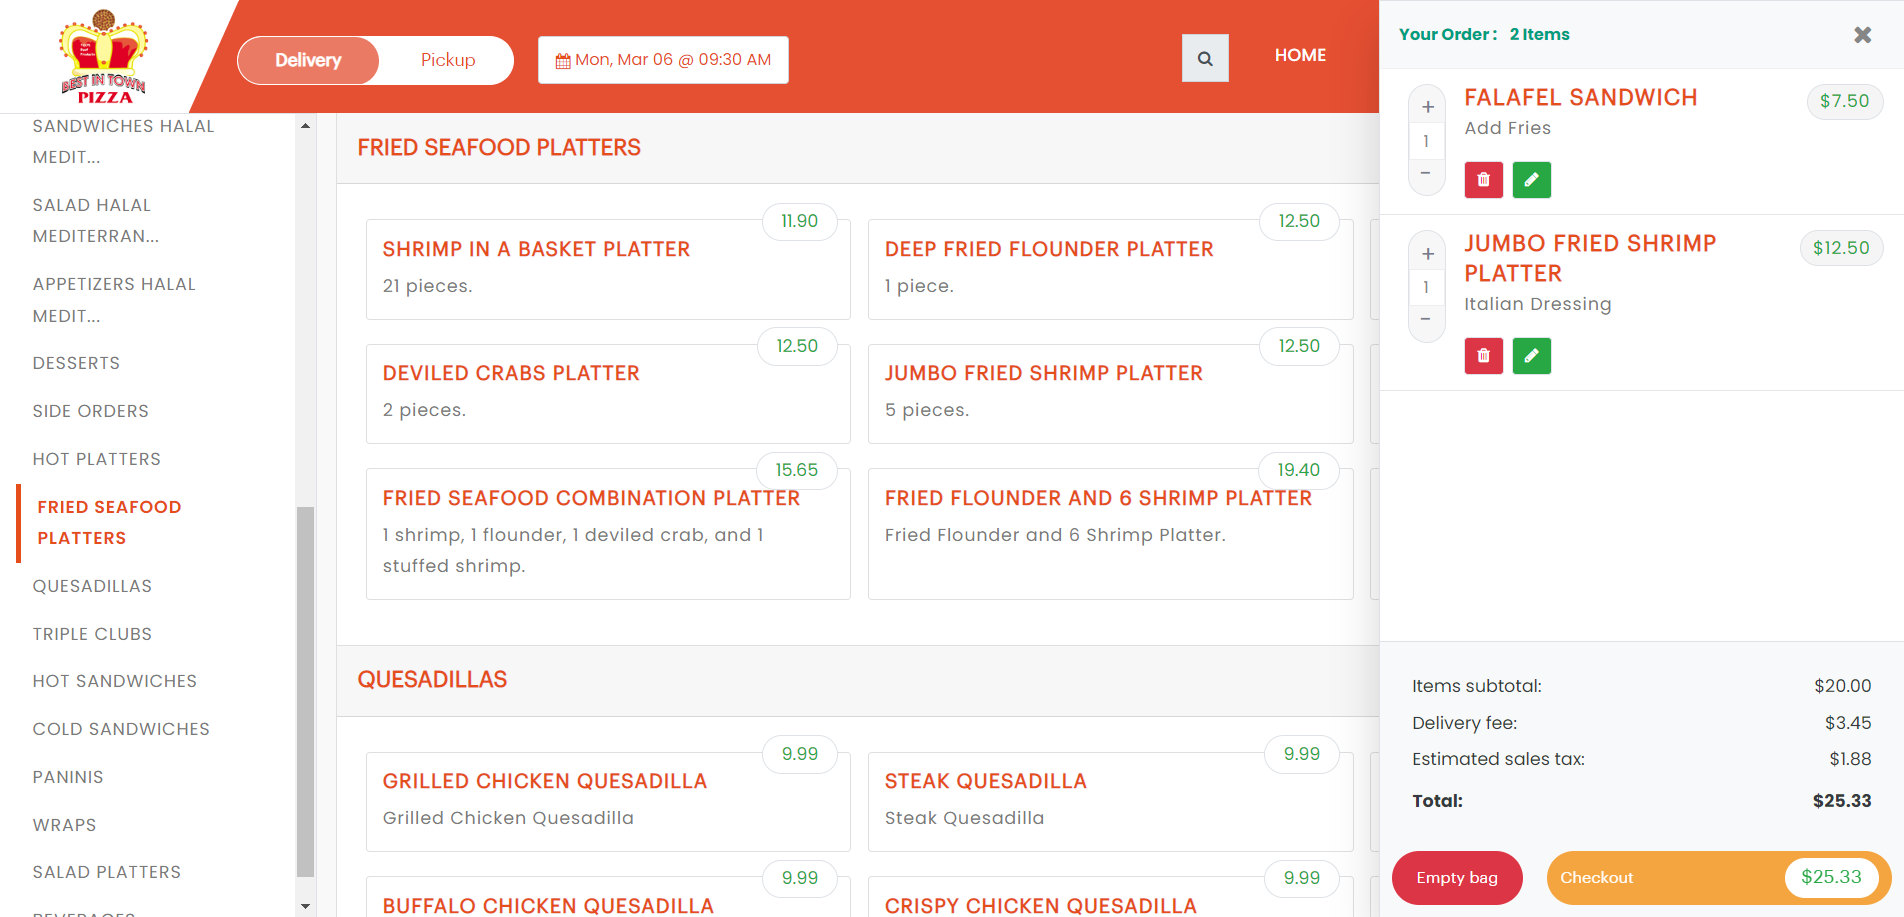 BEST IN TOWN
PIZZA
Delivery
Pickup
Mon, Mar 06 @ 09:30 AM
HOME
SANDWICHES HALAL
MEDIT...
SALAD HALAL
MEDITERRAN...
APPETIZERS HALAL
MEDIT...
DESSERTS
SIDE ORDERS
HOT PLATTERS
FRIED SEAFOOD
PLATTERS
QUESADILLAS
TRIPLE CLUBS
HOT SANDWICHES
COLD SANDWICHES
PANINIS
WRAPS
SALAD PLATTERS
BEVERAGES
FRIED SEAFOOD PLATTERS
11.90
SHRIMP IN A BASKET PLATTER
21 pieces.
12.50
DEEP FRIED FLOUNDER PLATTER
1 piece.
12.50
DEVILED CRABS PLATTER
2 pieces.
12.50
JUMBO FRIED SHRIMP PLATTER
5 pieces.
15.65
FRIED SEAFOOD COMBINATION PLATTER
1 shrimp, 1 flounder, 1 deviled crab, and 1
stuffed shrimp.
19.40
FRIED FLOUNDER AND 6 SHRIMP PLATTER
Fried Flounder and 6 Shrimp Platter.
QUESADILLAS
9.99
GRILLED CHICKEN QUESADILLA
Grilled Chicken Quesadilla
9.99
STEAK QUESADILLA
Steak Quesadilla
9.99
BUFFALO CHICKEN QUESADILLA
9.99
CRISPY CHICKEN QUESADILLA
Your Order : 2 Items
+
1
−
FALAFEL SANDWICH
$7.50
Add Fries
+
1
−
JUMBO FRIED SHRIMP
PLATTER
$12.50
Italian Dressing
Items subtotal: $20.00
Delivery fee: $3.45
Estimated sales tax: $1.88
Total: $25.33
Empty bag
Checkout $25.33